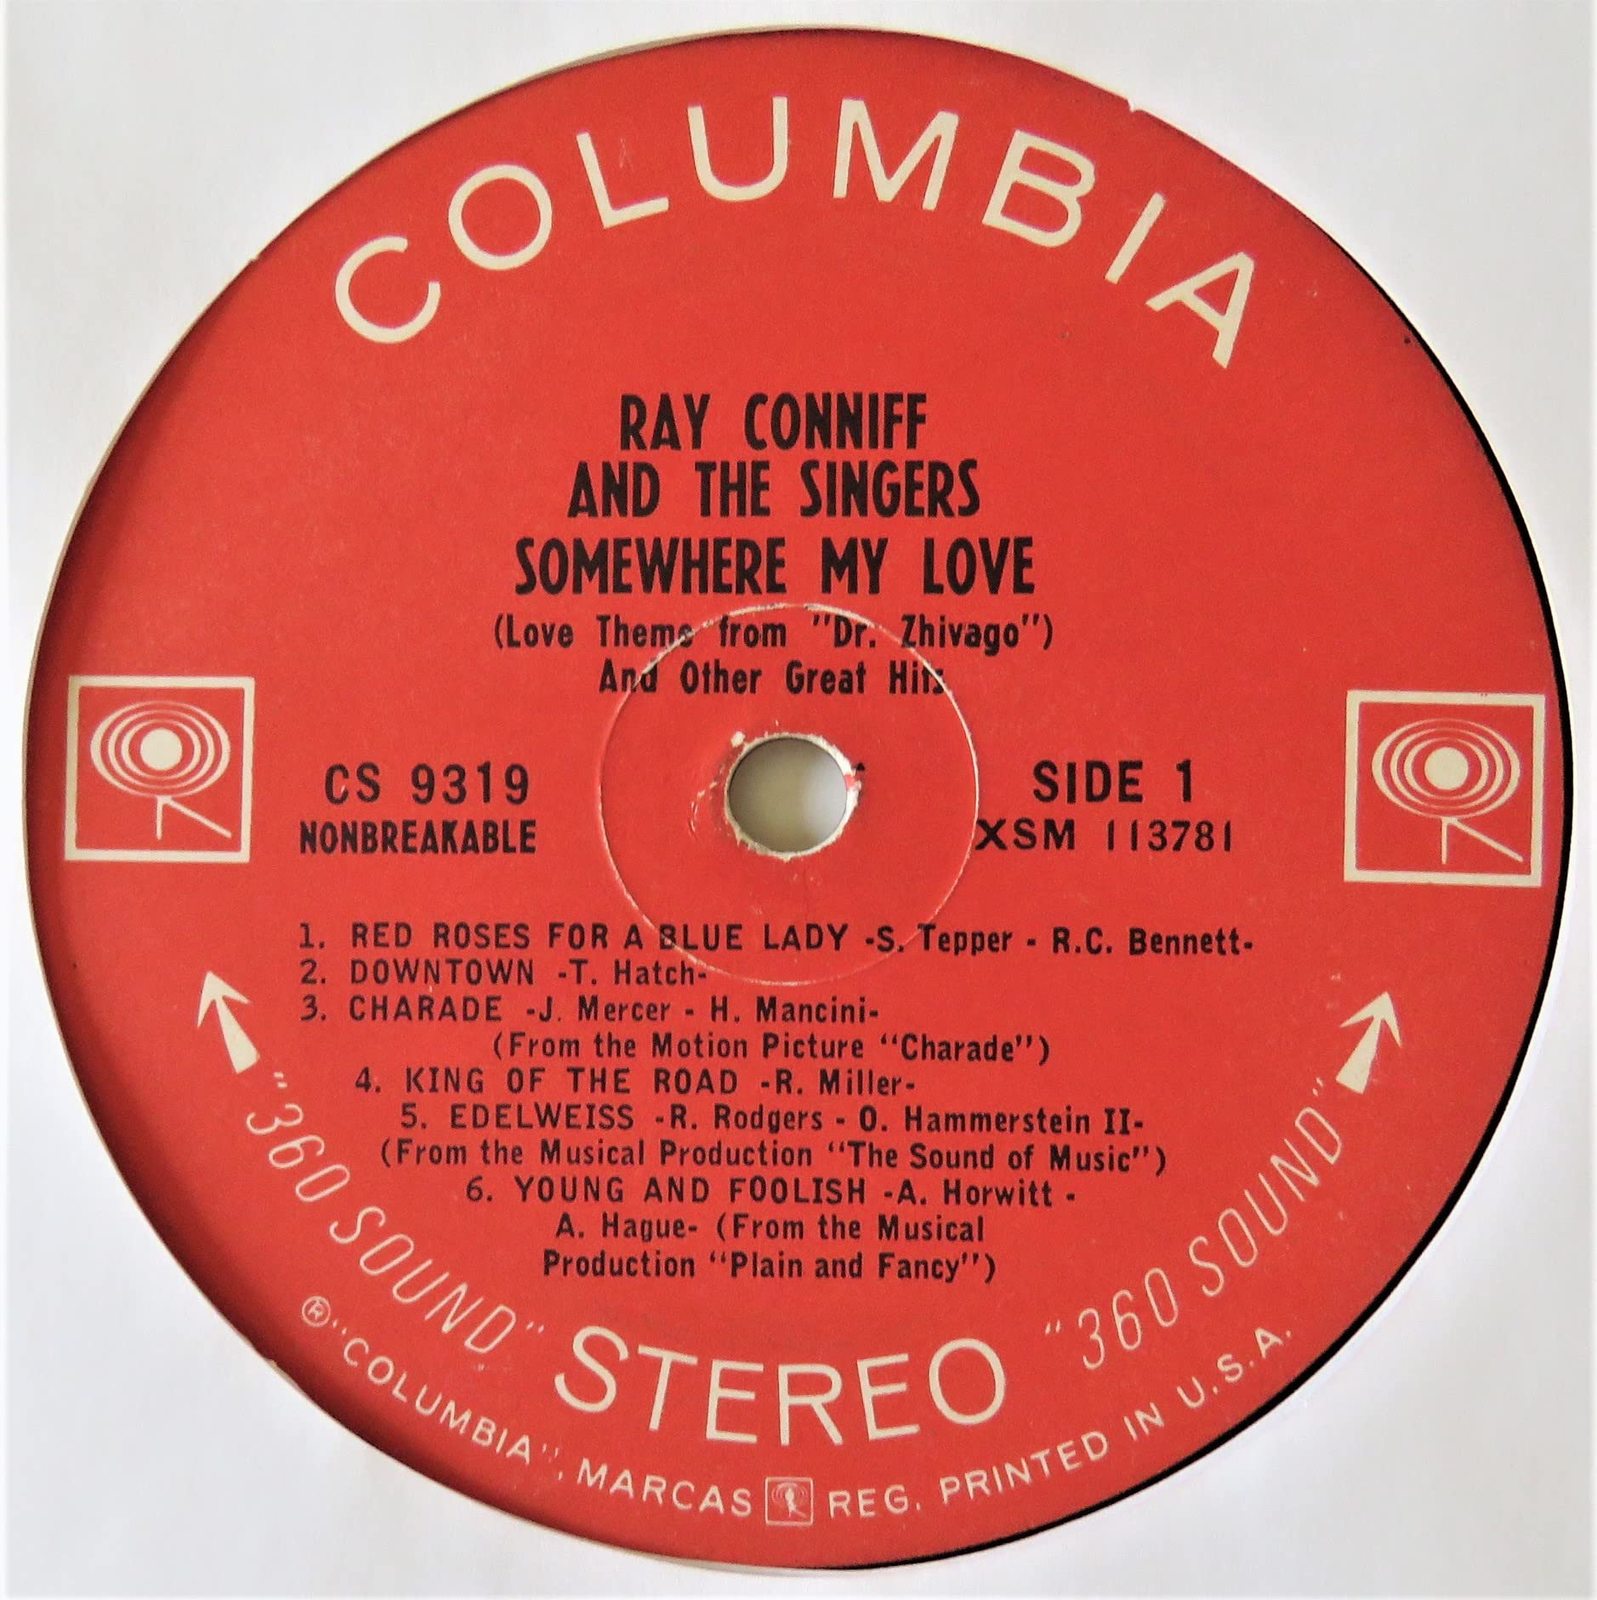 COLUMBIA
RAY CONNIFF
AND THE SINGERS
SOMEWHERE MY LOVE
(Love Theme from "Dr. Zhivago")
And Other Great Hits
CS 9319
NONBREAKABLE
SIDE 1
XSM 113781
1. RED ROSES FOR A BLUE LADY -S. Tepper - R.C. Bennett-
2. DOWNTOWN -T. Hatch-
3. CHARADE -J. Mercer - H. Mancini-
(From the Motion Picture "Charade")
4. KING OF THE ROAD -R. Miller-
5. EDELWEISS -R. Rodgers - O. Hammerstein II-
(From the Musical Production "The Sound of Music")
6. YOUNG AND FOOLISH -A. Horwitt -
A. Hague- (From the Musical
Production "Plain and Fancy")
"360 SOUND" STEREO "360 SOUND"
®"COLUMBIA", MARCAS REG. PRINTED IN U.S.A.